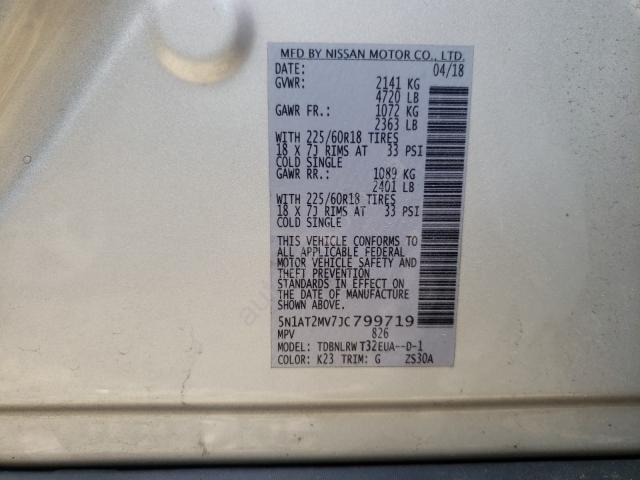 MFD BY NISSAN MOTOR CO., LTD.
DATE: 04/18
GVWR: 2141 KG
4720 LB
GAWR FR.: 1072 KG
2363 LB
WITH 225/60R18 TIRES
18 X 7J RIMS AT 33 PSI
COLD SINGLE
GAWR RR.: 1089 KG
2401 LB
WITH 225/60R18 TIRES
18 X 7J RIMS AT 33 PSI
COLD SINGLE
THIS VEHICLE CONFORMS TO
ALL APPLICABLE FEDERAL
MOTOR VEHICLE SAFETY AND
THEFT PREVENTION
STANDARDS IN EFFECT ON
THE DATE OF MANUFACTURE
SHOWN ABOVE.
5N1AT2MV7JC799719
MPV 826
MODEL: TDBNLRW T32EUA--D-1
COLOR: K23 TRIM: G ZS30A